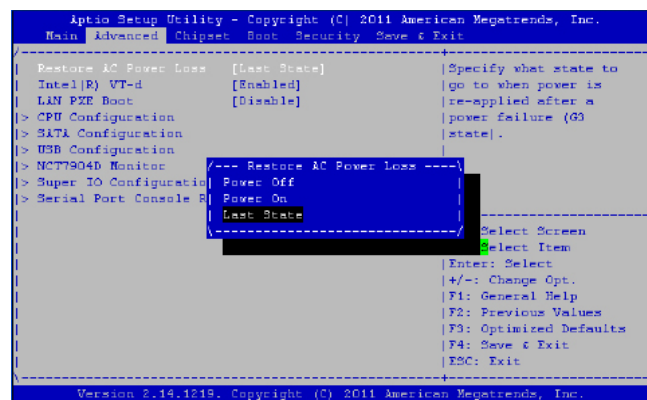 Aptio Setup Utility - Copyright (C) 2011 American Megatrends, Inc.
Main Advanced Chipset Boot Security Save & Exit
Restore AC Power Loss [Last State]
Intel(R) VT-d [Enabled]
LAN PXE Boot [Disable]
> CPU Configuration
> SATA Configuration
> USB Configuration
> NCT7904D Monitor
> Super IO Configuratio
> Serial Port Console R
--- Restore AC Power Loss ---
Power Off
Power On
Last State
Specify what state to
go to when power is
re-applied after a
power failure (G3
state).
Select Screen
Select Item
Enter: Select
+/-: Change Opt.
F1: General Help
F2: Previous Values
F3: Optimized Defaults
F4: Save & Exit
ESC: Exit
Version 2.14.1219. Copyright (C) 2011 American Megatrends, Inc.